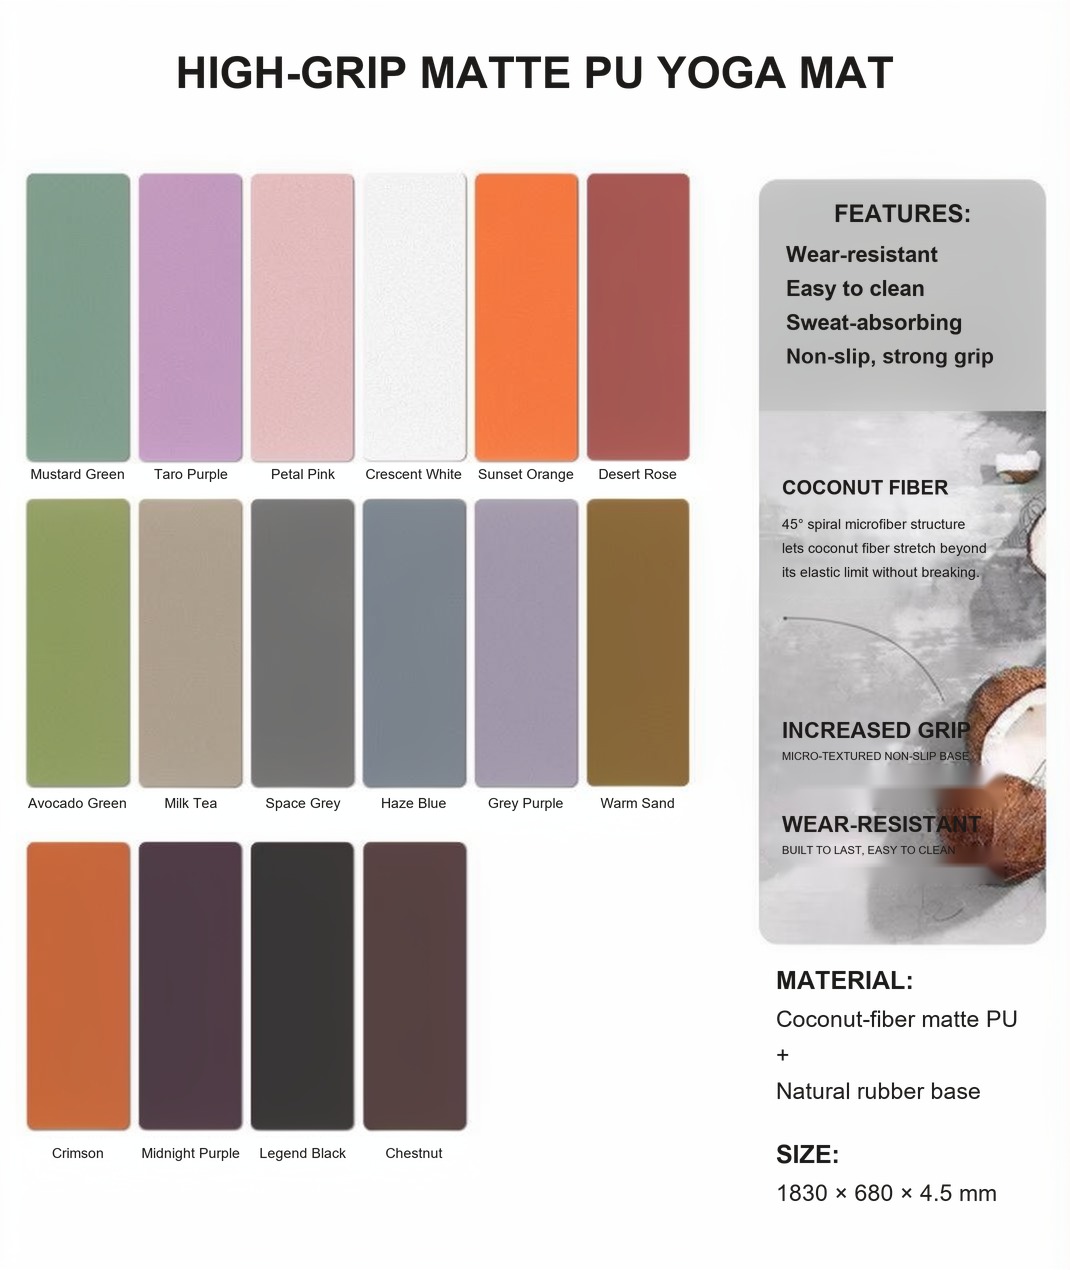 HIGH-GRIP MATTE PU YOGA MAT
Mustard Green
Taro Purple
Petal Pink
Crescent White
Sunset Orange
Desert Rose
Avocado Green
Milk Tea
Space Grey
Haze Blue
Grey Purple
Warm Sand
Crimson
Midnight Purple
Legend Black
Chestnut
FEATURES:
Wear-resistant
Easy to clean
Sweat-absorbing
Non-slip, strong grip
COCONUT FIBER
45° spiral microfiber structure
lets coconut fiber stretch beyond
its elastic limit without breaking.
INCREASED GRIP
MICRO-TEXTURED NON-SLIP BASE
WEAR-RESISTANT
BUILT TO LAST, EASY TO CLEAN
MATERIAL:
Coconut-fiber matte PU
+
Natural rubber base
SIZE:
1830 × 680 × 4.5 mm